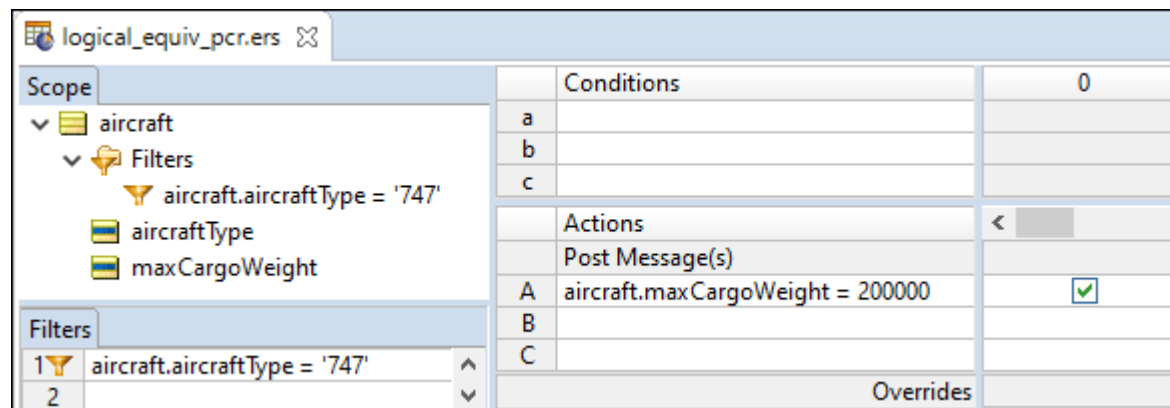 logical_equiv_pcr.ers
Scope
aircraft
Filters
aircraft.aircraftType = '747'
aircraftType
maxCargoWeight
Filters
1 aircraft.aircraftType = '747'
2
Conditions 0
a
b
c
Actions <
Post Message(s)
A aircraft.maxCargoWeight = 200000
B
C
Overrides